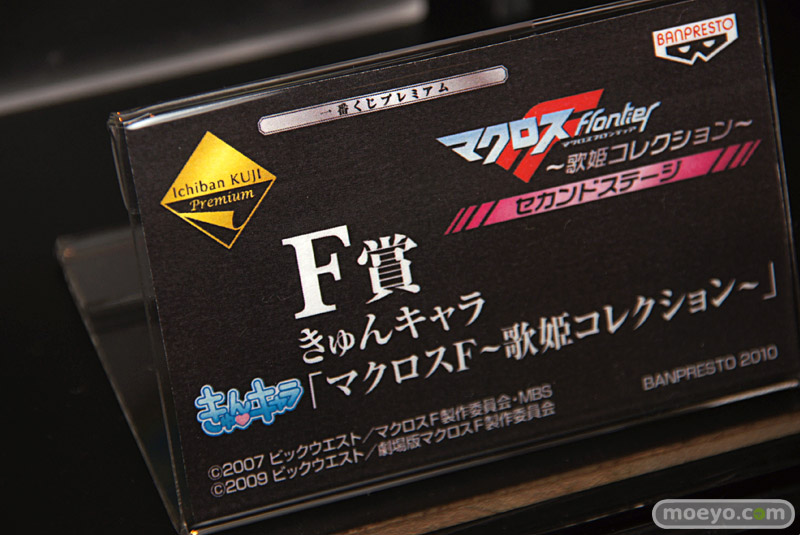 BANPRESTO
一番くじプレミアム
Ichiban KUJI
Premium
マクロスFrontier
マクロスフロンティア
～歌姫コレクション～
セカンドステージ
F賞
きゅんキャラ
「マクロスF～歌姫コレクション～」
きゅんキャラ
BANPRESTO 2010
©2007 ビックウエスト／マクロスF製作委員会・MBS
©2009 ビックウエスト／劇場版マクロスF製作委員会
moeyo.com